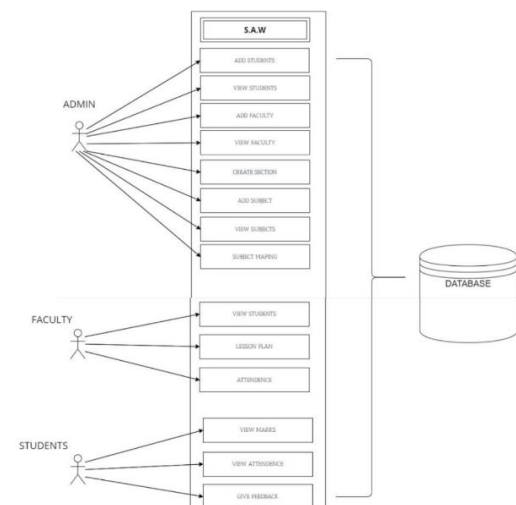 S.A.W
ADD STUDENTS
VIEW STUDENTS
ADMIN
ADD FACULTY
VIEW FACULTY
CREATE SECTION
ADD SUBJECT
VIEW SUBJECTS
SUBJECT MAPING
DATABASE
FACULTY
VIEW STUDENTS
LESSON PLAN
ATTENDENCE
STUDENTS
VIEW MARKS
VIEW ATTENDENCE
GIVE FEEDBACK